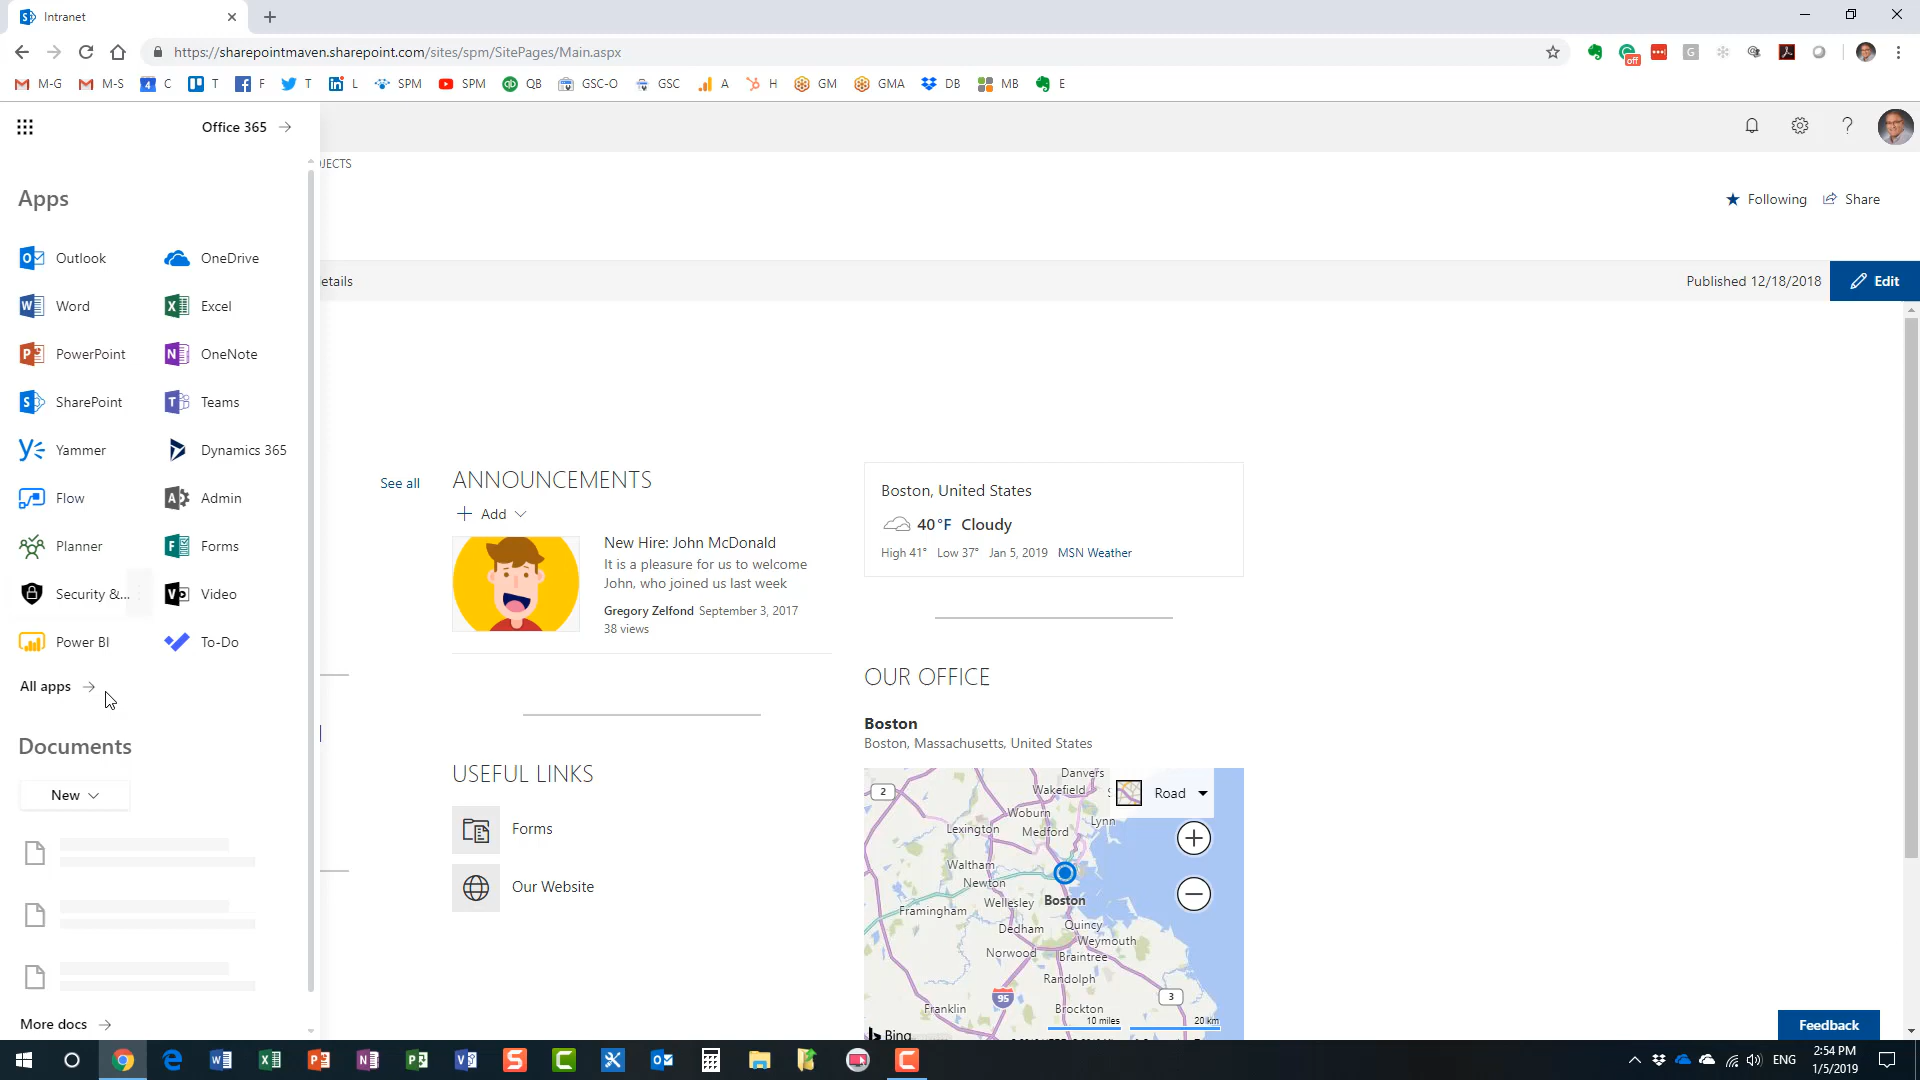 Intranet
https://sharepointmaven.sharepoint.com/sites/spm/SitePages/Main.aspx
off
M-G M-S 4 C T F T L SPM SPM QB GSC-O GSC A H GM GMA DB MB E
Office 365
JECTS
Apps
Following Share
Outlook OneDrive
etails Published 12/18/2018 Edit
Word Excel
PowerPoint OneNote
SharePoint Teams
Yammer Dynamics 365
Flow Admin
Planner Forms
Security &... Video
Power BI To-Do
All apps
Documents
New
More docs
See all
ANNOUNCEMENTS
Add
New Hire: John McDonald
It is a pleasure for us to welcome
John, who joined us last week
Gregory Zelfond September 3, 2017
38 views
USEFUL LINKS
Forms
Our Website
Boston, United States
40°F Cloudy
High 41° Low 37° Jan 5, 2019 MSN Weather
OUR OFFICE
Boston
Boston, Massachusetts, United States
Danvers
2 Wakefield Road
Woburn
Lynn
Lexington Medford
Waltham
Newton
Wellesley Boston
Framingham
Quincy
Dedham
Weymouth
Norwood Braintree
Randolph
95 3
Franklin Brockton
10 miles 20 km
Bing
Feedback
ENG
2:54 PM
1/5/2019